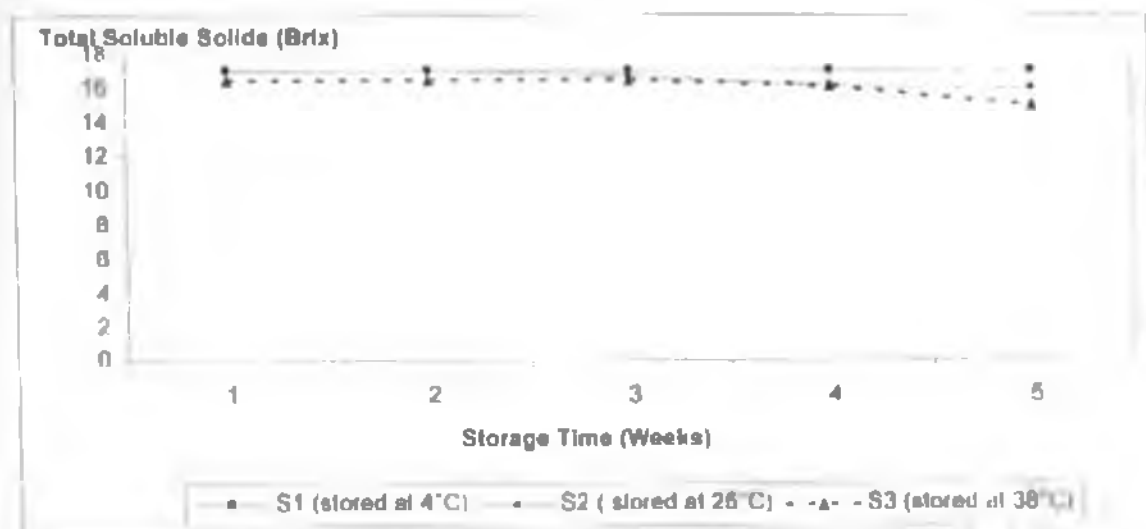 Total Soluble Solids (Brix)
18
16
14
12
10
8
6
4
2
0
1 2 3 4 5
Storage Time (Weeks)
S1 (stored at 4°C) S2 ( stored at 25°C) S3 (stored at 38°C)